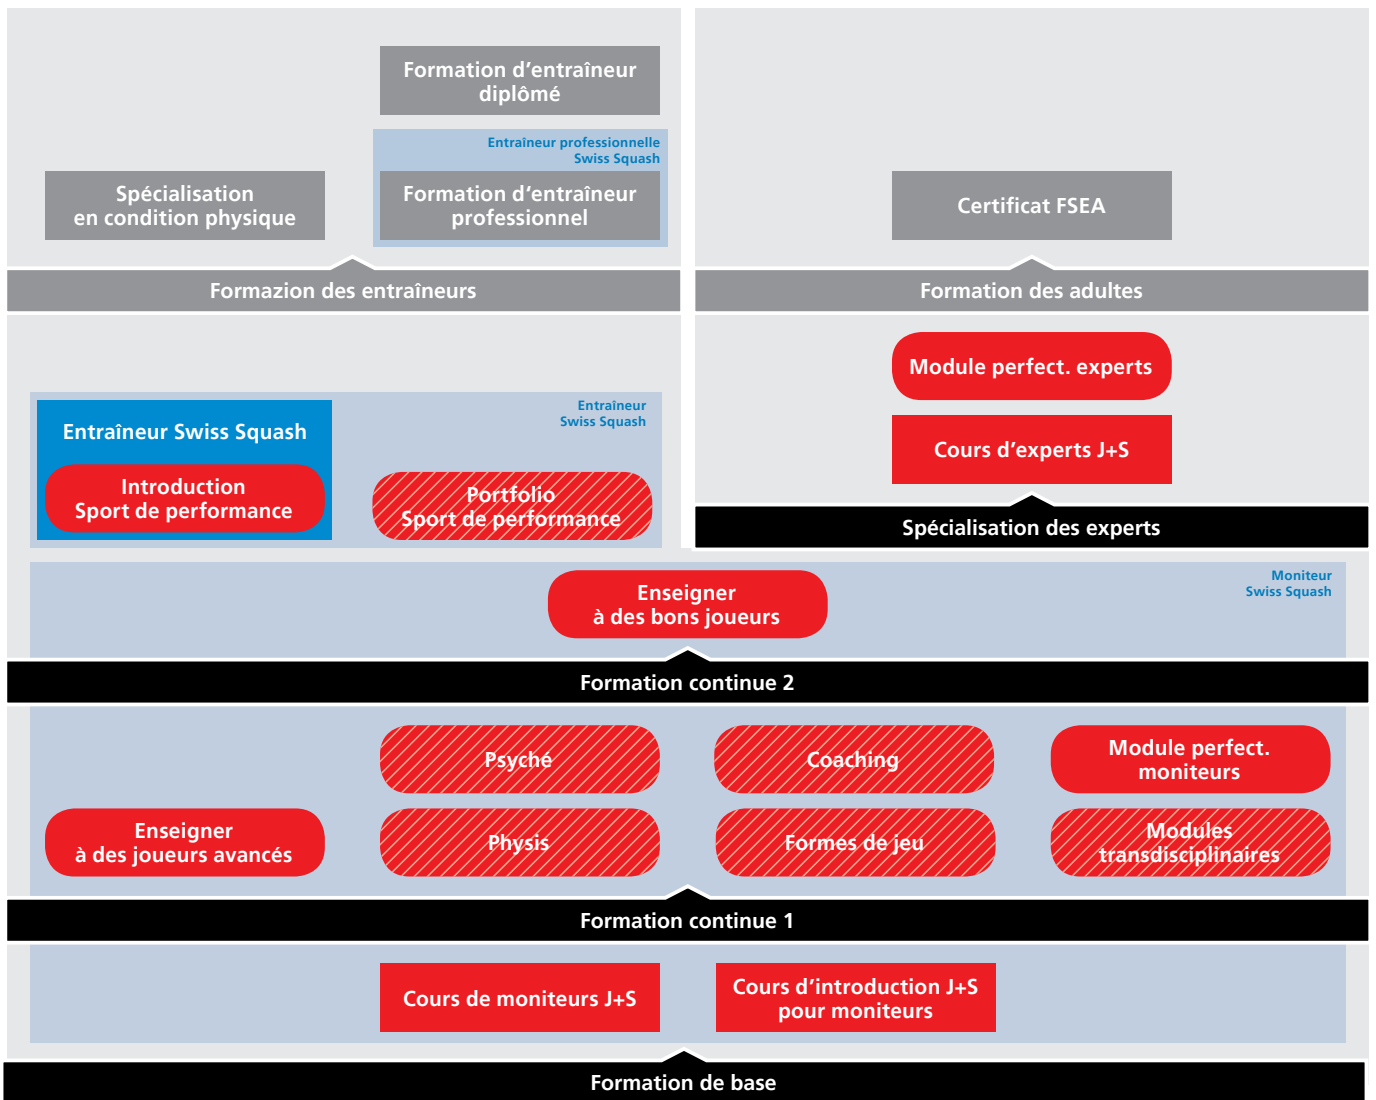 Formation d’entraîneur
diplômé
Entraîneur professionnelle
Swiss Squash
Spécialisation
en condition physique
Formation d’entraîneur
professionnel
Certificat FSEA
Formazion des entraîneurs
Formation des adultes
Module perfect. experts
Entraîneur
Swiss Squash
Entraîneur Swiss Squash
Cours d’experts J+S
Introduction
Sport de performance
Portfolio
Sport de performance
Spécialisation des experts
Moniteur
Swiss Squash
Enseigner
à des bons joueurs
Formation continue 2
Psyché
Coaching
Module perfect.
moniteurs
Enseigner
à des joueurs avancés
Physis
Formes de jeu
Modules
transdisciplinaires
Formation continue 1
Cours de moniteurs J+S
Cours d’introduction J+S
pour moniteurs
Formation de base